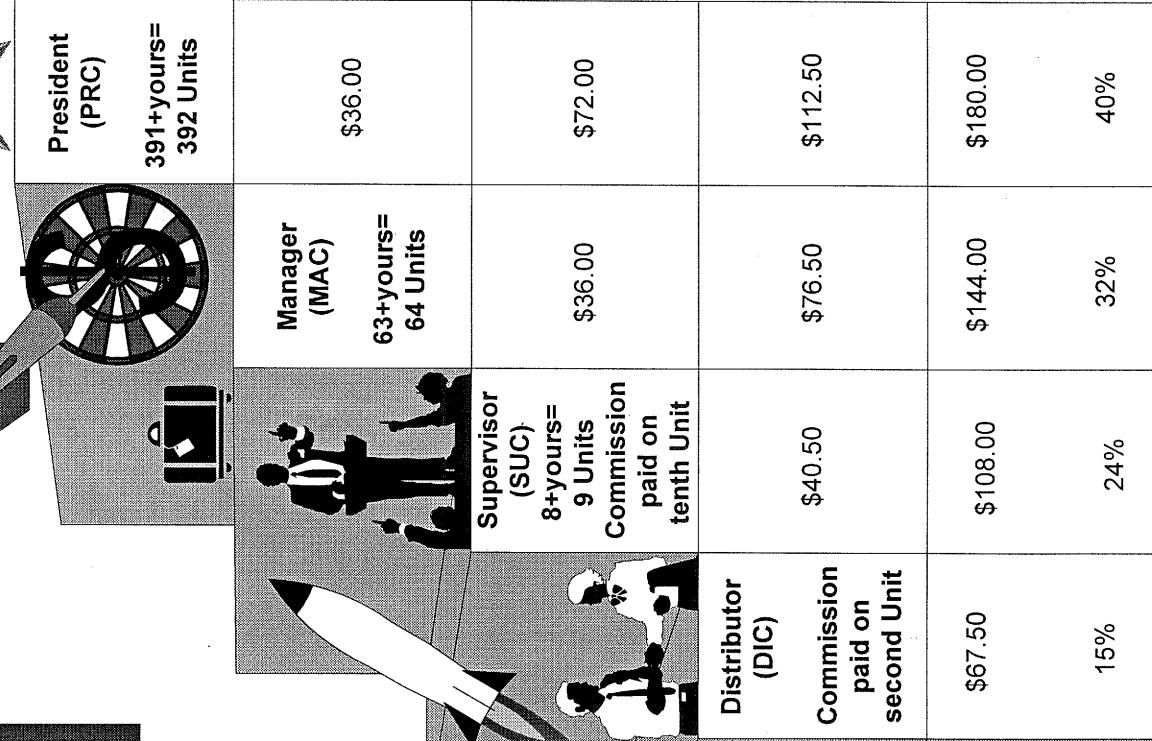 President
(PRC)
391+yours=
392 Units
Manager
(MAC)
63+yours=
64 Units
$36.00
Supervisor
(SUC)
8+yours=
9 Units
Commission
paid on
tenth Unit
$36.00
$72.00
Distributor
(DIC)
Commission
paid on
second Unit
$40.50
$76.50
$112.50
$67.50
$108.00
$144.00
$180.00
15%
24%
32%
40%